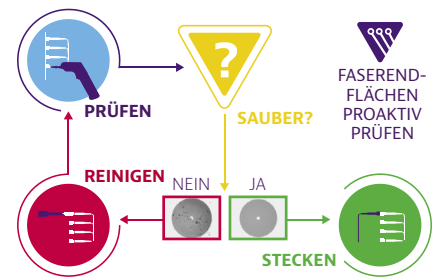 ?
FASEREND-
FLÄCHEN
PROAKTIV
PRÜFEN
PRÜFEN
SAUBER?
REINIGEN
NEIN
JA
STECKEN